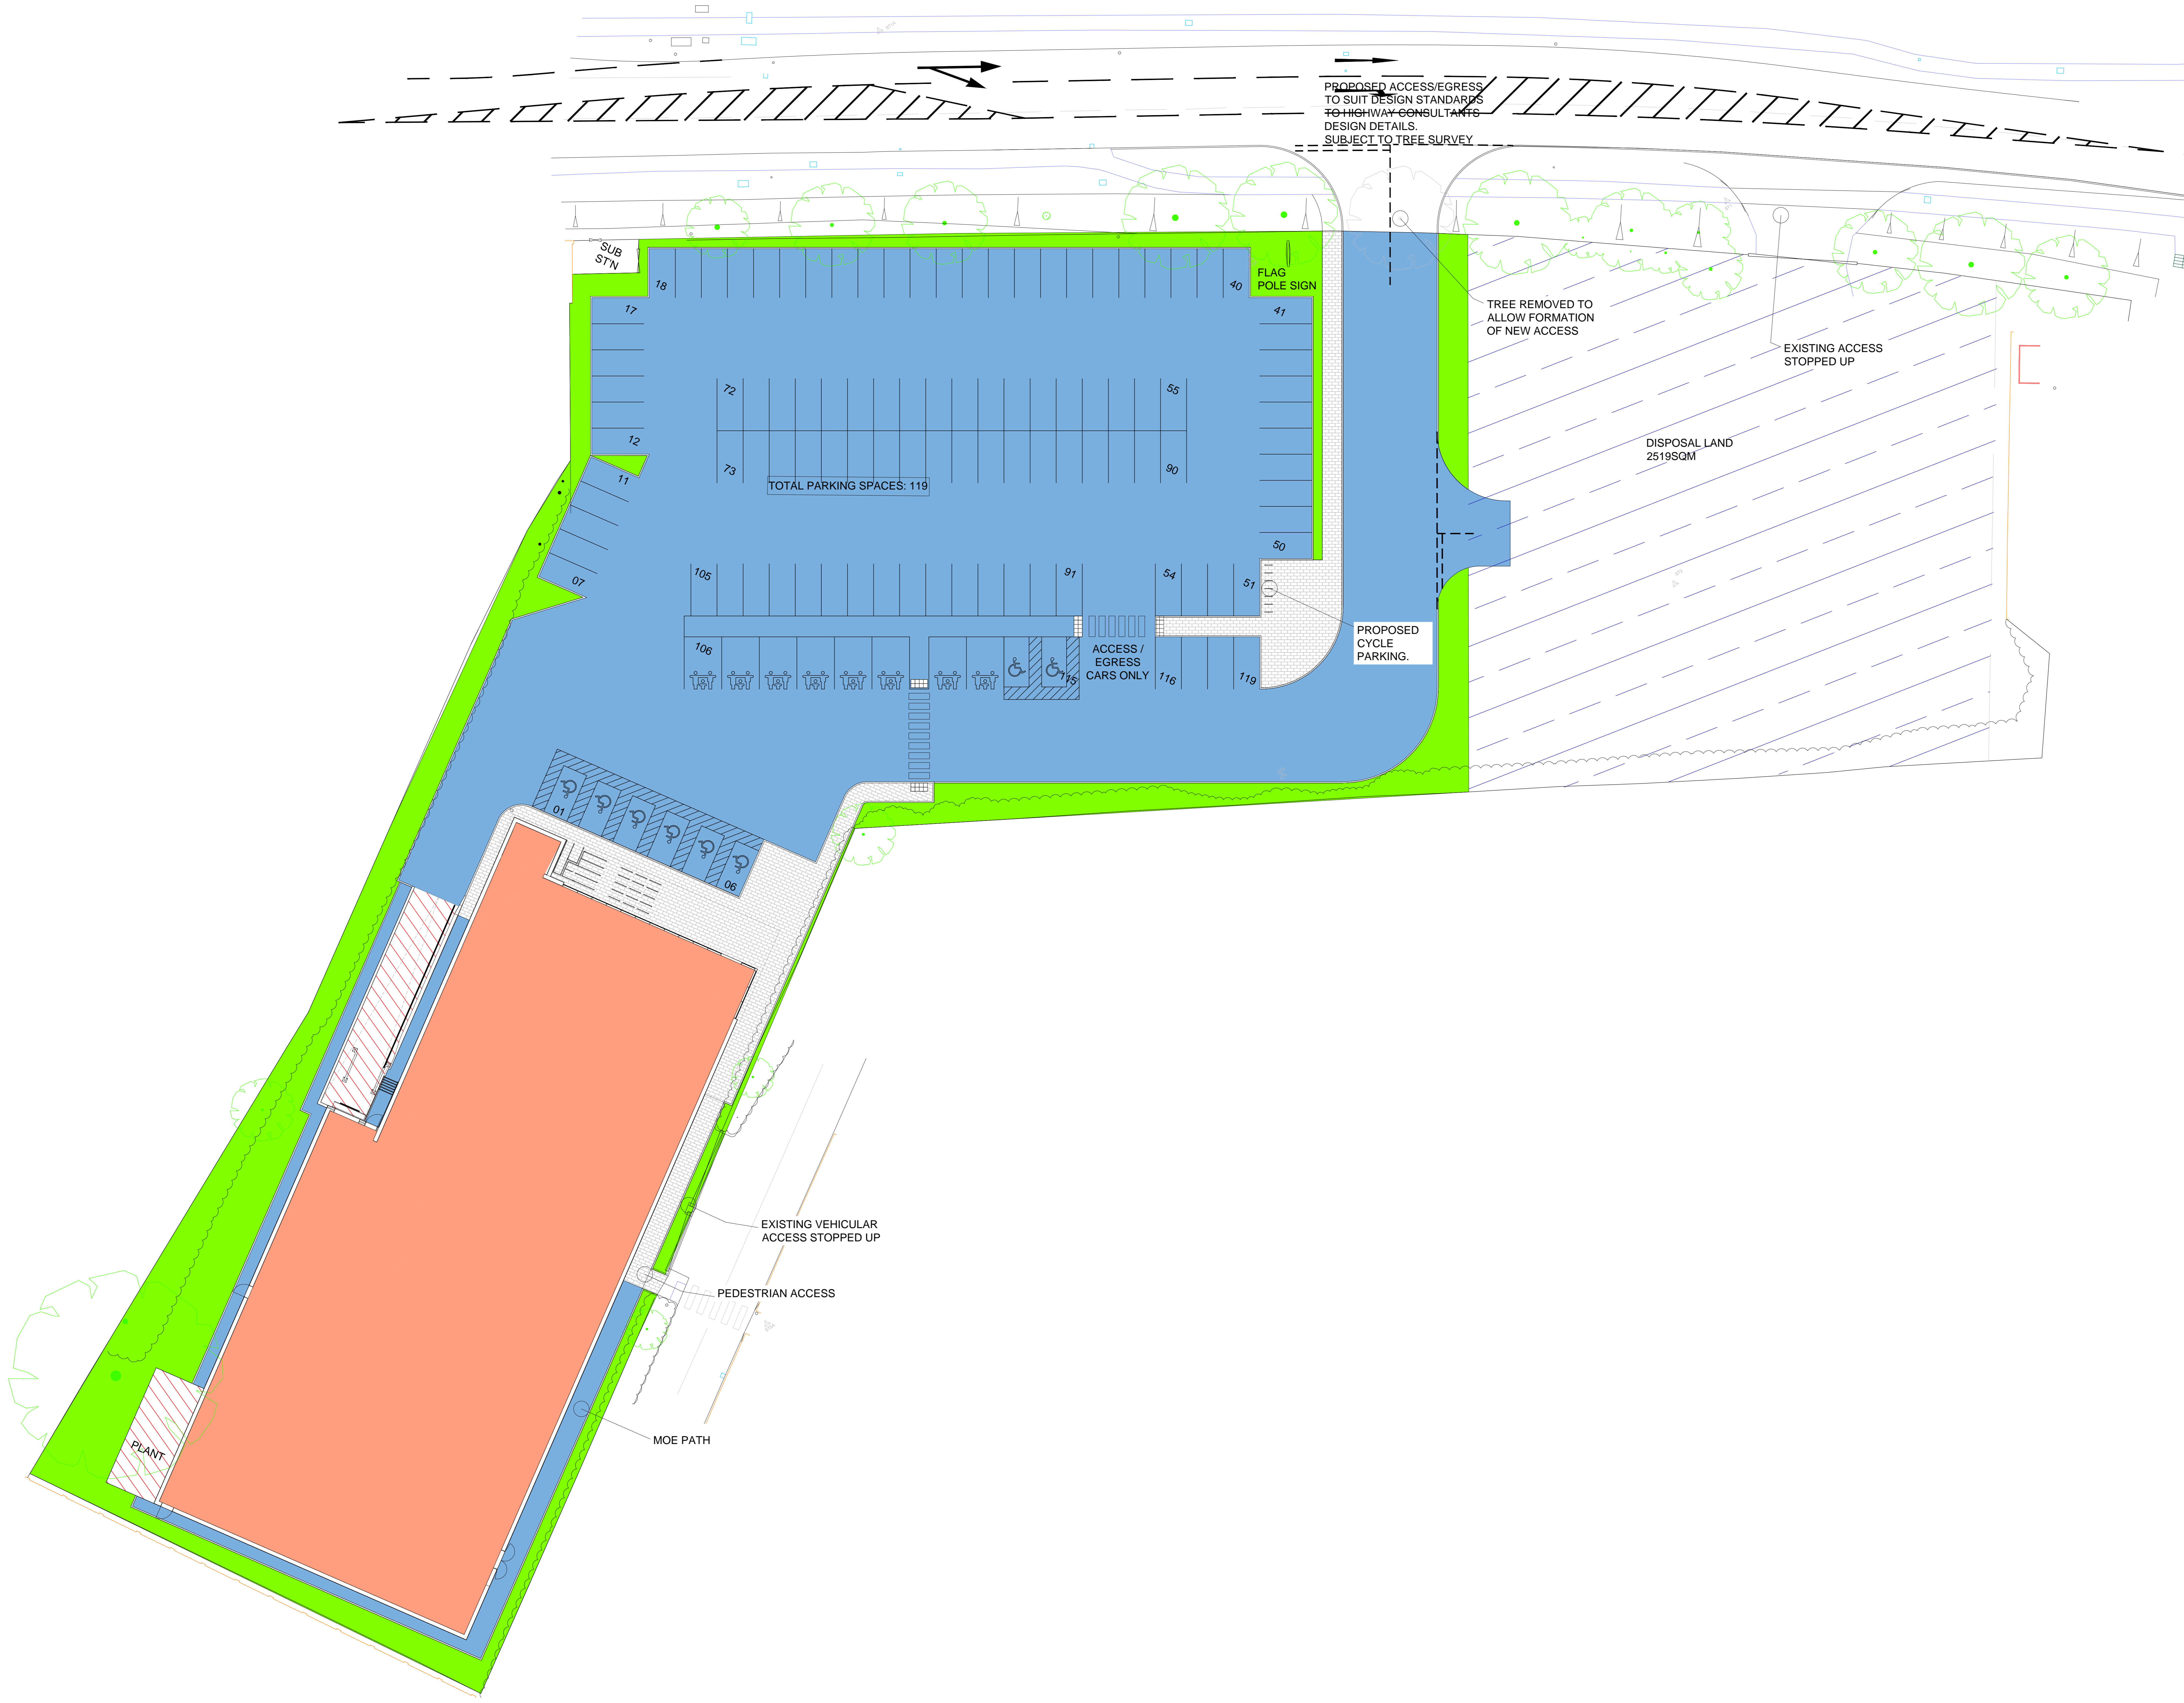 PROPOSED ACCESS/EGRESS
TO SUIT DESIGN STANDARDS
TO HIGHWAY CONSULTANTS
DESIGN DETAILS.
SUBJECT TO TREE SURVEY
SUB
ST'N
FLAG
POLE SIGN
18
40
17
41
TREE REMOVED TO
ALLOW FORMATION
OF NEW ACCESS
EXISTING ACCESS
STOPPED UP
72
55
12
DISPOSAL LAND
2519SQM
73
90
11
TOTAL PARKING SPACES: 119
50
07
105
91
54
51
PROPOSED
CYCLE
PARKING.
106
ACCESS /
EGRESS
CARS ONLY
115
116
119
01
06
EXISTING VEHICULAR
ACCESS STOPPED UP
PEDESTRIAN ACCESS
MOE PATH
PLANT